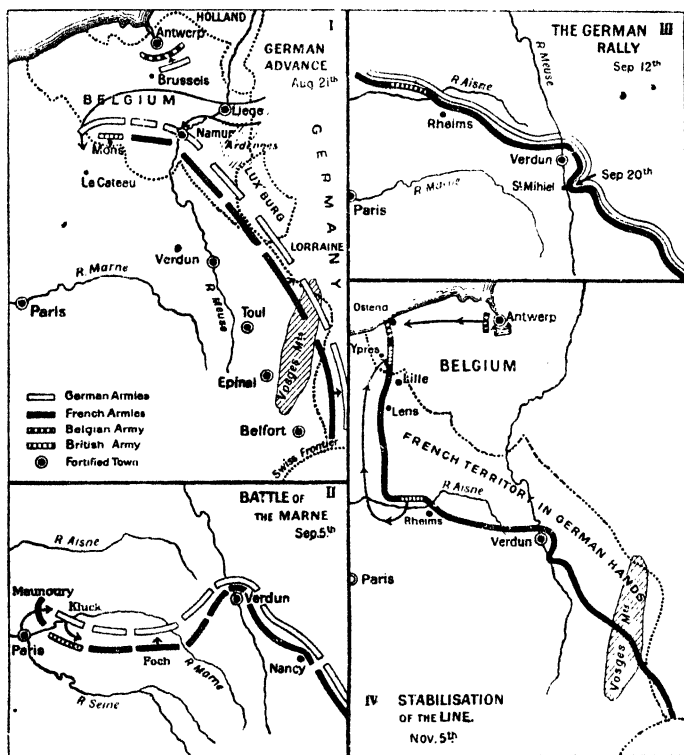 I
HOLLAND
Antwerp
GERMAN
ADVANCE
Aug 21th
Brussels
BELGIUM
Liege
Namur
Mons
Ardennes
Le Cateau
LUX'BURG
GERMANY
LORRAINE
Verdun
R. Marne
R. Meuse
Paris
Toul
Vosges Mts
Epinal
German Armies
French Armies
Belgian Army
British Army
Fortified Town
Belfort
Swiss Frontier
II
BATTLE OF
THE MARNE
Sep. 5th
R Aisne
Maunoury
Kluck
Verdun
Paris
Foch
R Marne
Nancy
R Seine
III
THE GERMAN
RALLY
Sep 12th
R Meuse
R Aisne
Rheims
Verdun
Sep 20th
St Mihiel
R Marne
Paris
Ostend
Antwerp
Ypres
BELGIUM
Lille
Lens
FRENCH TERRITORY IN GERMAN HANDS
R Aisne
Rheims
Verdun
Paris
Vosges Mts
IV STABILISATION
OF THE LINE.
Nov. 5th